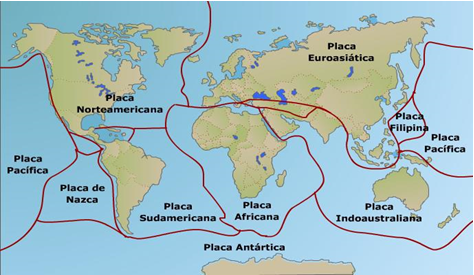 Placa
Euroasiática
Placa
Norteamericana
Placa
Filipina
Placa
Pacífica
Placa
Pacífica
Placa de
Nazca
Placa
Sudamericana
Placa
Africana
Placa
Indoaustraliana
Placa Antártica